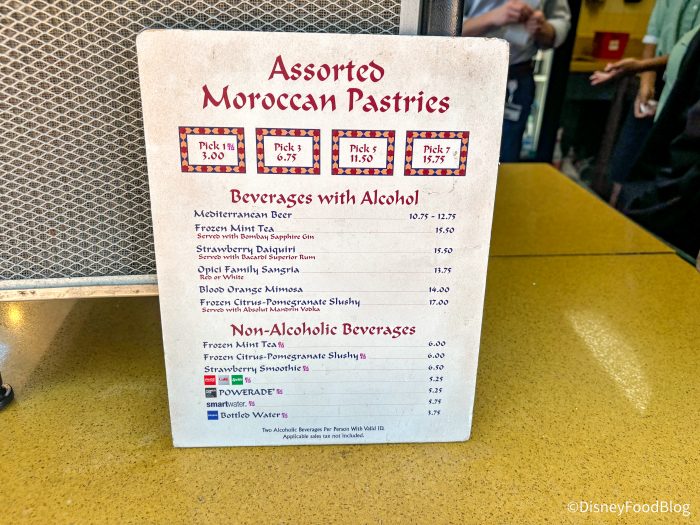 Assorted
Moroccan Pastries
Pick 1 Pick 3 Pick 5 Pick 7
3.00 6.75 11.50 15.75
Beverages with Alcohol
Mediterranean Beer 10.75 - 12.75
Frozen Mint Tea 15.50
Served with Bombay Sapphire Gin
Strawberry Daiquiri 15.50
Served with Bacardi Superior Rum
Opici Family Sangria 13.75
Red or White
Blood Orange Mimosa 14.00
Frozen Citrus-Pomegranate Slushy 17.00
Served with Absolut Mandrin Vodka
Non-Alcoholic Beverages
Frozen Mint Tea 6.00
Frozen Citrus-Pomegranate Slushy 6.00
Strawberry Smoothie 6.50
5.25
POWERADE® 5.25
smartwater. 5.75
Bottled Water 3.75
Two Alcoholic Beverages Per Person With Valid ID.
Applicable sales tax not included.
©DisneyFoodBlog